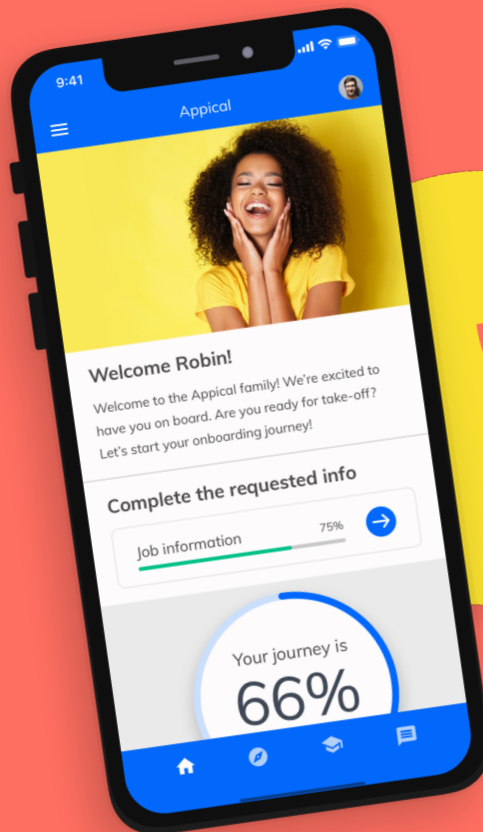 9:41
Appical
Welcome Robin!
Welcome to the Appical family! We're excited to
have you on board. Are you ready for take-off?
Let's start your onboarding journey!
Complete the requested info
Job information
75%
Your journey is
66%